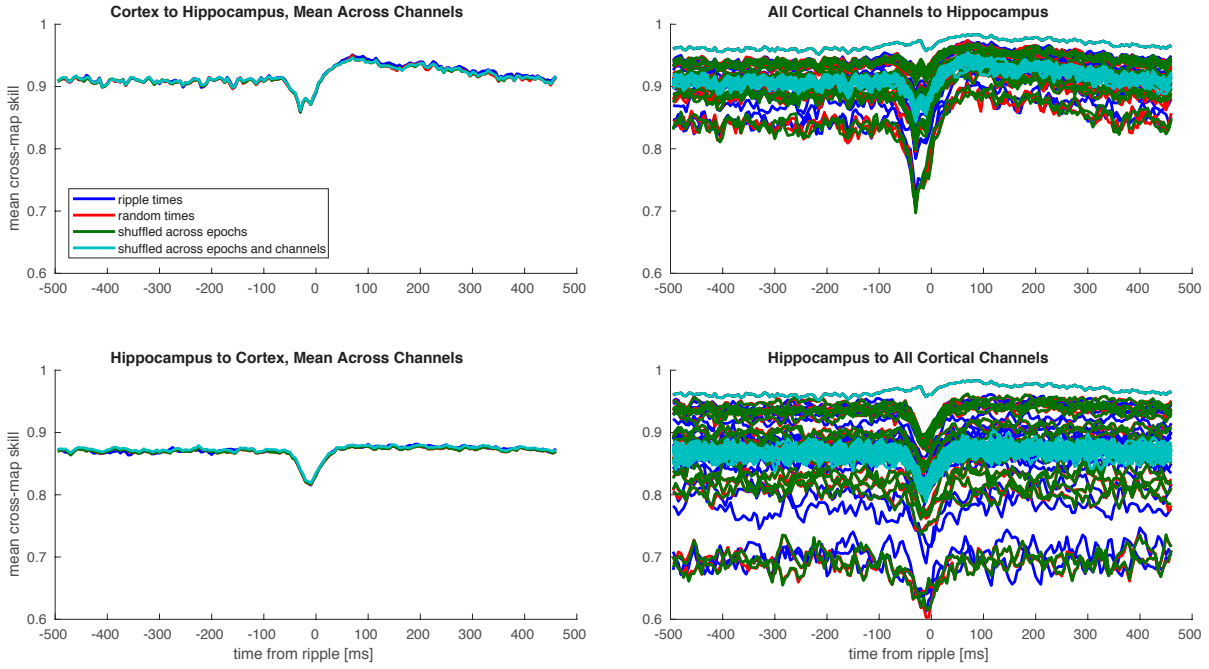 Cortex to Hippocampus, Mean Across Channels
mean cross-map skill
1
0.9
0.8
0.7
0.6
ripple times
random times
shuffled across epochs
shuffled across epochs and channels
-500 -400 -300 -200 -100 0 100 200 300 400 500
All Cortical Channels to Hippocampus
1
0.9
0.8
0.7
0.6
-500 -400 -300 -200 -100 0 100 200 300 400 500
Hippocampus to Cortex, Mean Across Channels
mean cross-map skill
1
0.9
0.8
0.7
0.6
-500 -400 -300 -200 -100 0 100 200 300 400 500
time from ripple [ms]
Hippocampus to All Cortical Channels
1
0.9
0.8
0.7
0.6
-500 -400 -300 -200 -100 0 100 200 300 400 500
time from ripple [ms]